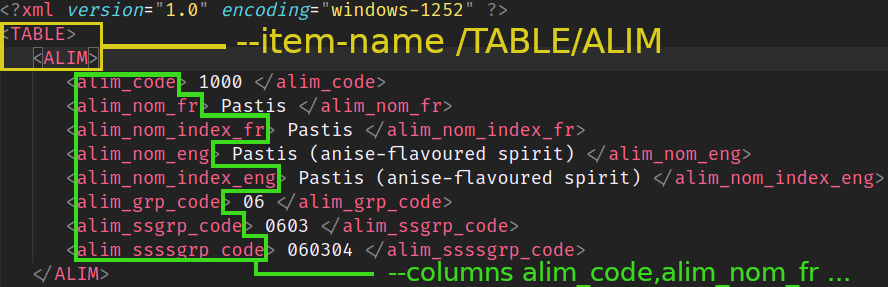 <?xml version="1.0" encoding="windows-1252" ?>
<TABLE> --item-name /TABLE/ALIM
<ALIM>
<alim_code> 1000 </alim_code>
<alim_nom_fr> Pastis </alim_nom_fr>
<alim_nom_index_fr> Pastis </alim_nom_index_fr>
<alim_nom_eng> Pastis (anise-flavoured spirit) </alim_nom_eng>
<alim_nom_index_eng> Pastis (anise-flavoured spirit) </alim_nom_index_eng>
<alim_grp_code> 06 </alim_grp_code>
<alim_ssgrp_code> 0603 </alim_ssgrp_code>
<alim_ssssgrp_code> 060304 </alim_ssssgrp_code>
</ALIM> --columns alim_code,alim_nom_fr ...